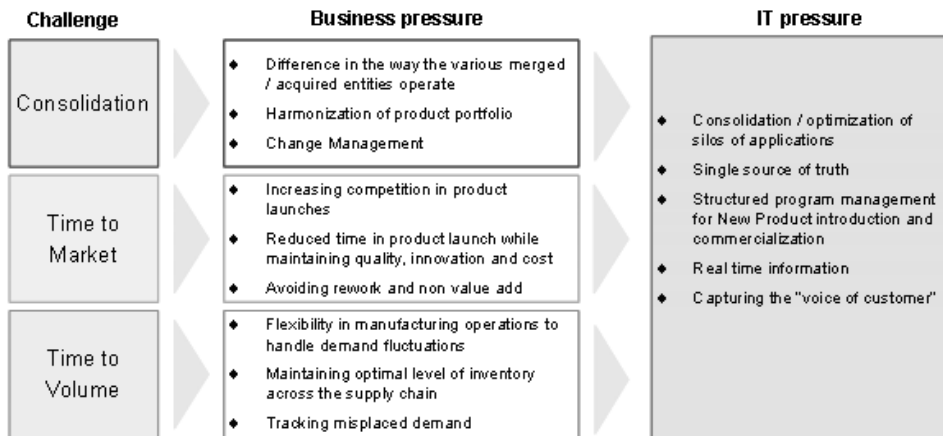 Challenge
Business pressure
IT pressure
Consolidation
◆ Difference in the way the various merged
/ acquired entities operate
◆ Harmonization of product portfolio
◆ Change Management
Time to
Market
◆ Increasing competition in product
launches
◆ Reduced time in product launch while
maintaining quality, innovation and cost
◆ Avoiding rework and non value add
Time to
Volume
◆ Flexibility in manufacturing operations to
handle demand fluctuations
◆ Maintaining optimal level of inventory
across the supply chain
◆ Tracking misplaced demand
◆ Consolidation / optimization of
silos of applications
◆ Single source of truth
◆ Structured program management
for New Product introduction and
commercialization
◆ Real time information
◆ Capturing the "voice of customer"